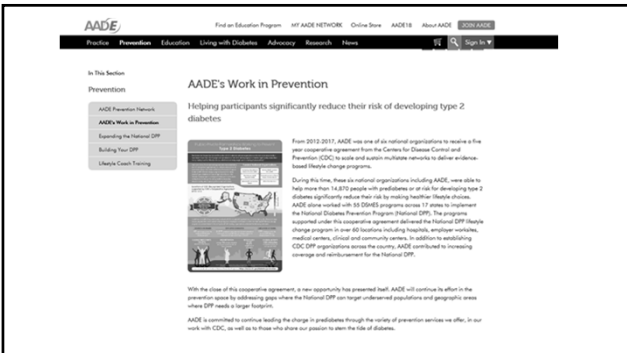 AADE
Find an Education Program MY AADE NETWORK Online Store AADE18 About AADE JOIN AADE
Practice Prevention Education Living with Diabetes Advocacy Research News Sign In ▼
In This Section
Prevention
AADE Prevention Network
AADE's Work in Prevention
Expanding the National DPP
Building Your DPP
Lifestyle Coach Training
AADE's Work in Prevention
Helping participants significantly reduce their risk of developing type 2
diabetes
Type 2 Diabetes
From 2012-2017, AADE was one of six national organizations to receive a five
year cooperative agreement from the Centers for Disease Control and
Prevention (CDC) to scale and sustain multistate networks to deliver evidence-
based lifestyle change programs.
During this time, these six national organizations including AADE, were able to
help more than 14,870 people with prediabetes or at risk for developing type 2
diabetes significantly reduce their risk by making healthier lifestyle choices.
AADE alone worked with 55 DSMES programs across 17 states to implement
the National Diabetes Prevention Program (National DPP). The programs
supported under this cooperative agreement delivered the National DPP lifestyle
change program in over 60 locations including hospitals, employer worksites,
medical centers, clinical and community centers. In addition to establishing
CDC DPP organizations across the country, AADE contributed to increasing
coverage and reimbursement for the National DPP.
With the close of this cooperative agreement, a new opportunity has presented itself. AADE will continue its effort in the
prevention space by addressing gaps where the National DPP can target underserved populations and geographic areas
where DPP needs a larger footprint.
AADE is committed to continue leading the charge in prediabetes through the variety of prevention services we offer, in our
work with CDC, as well as to those who share our passion to stem the tide of diabetes.